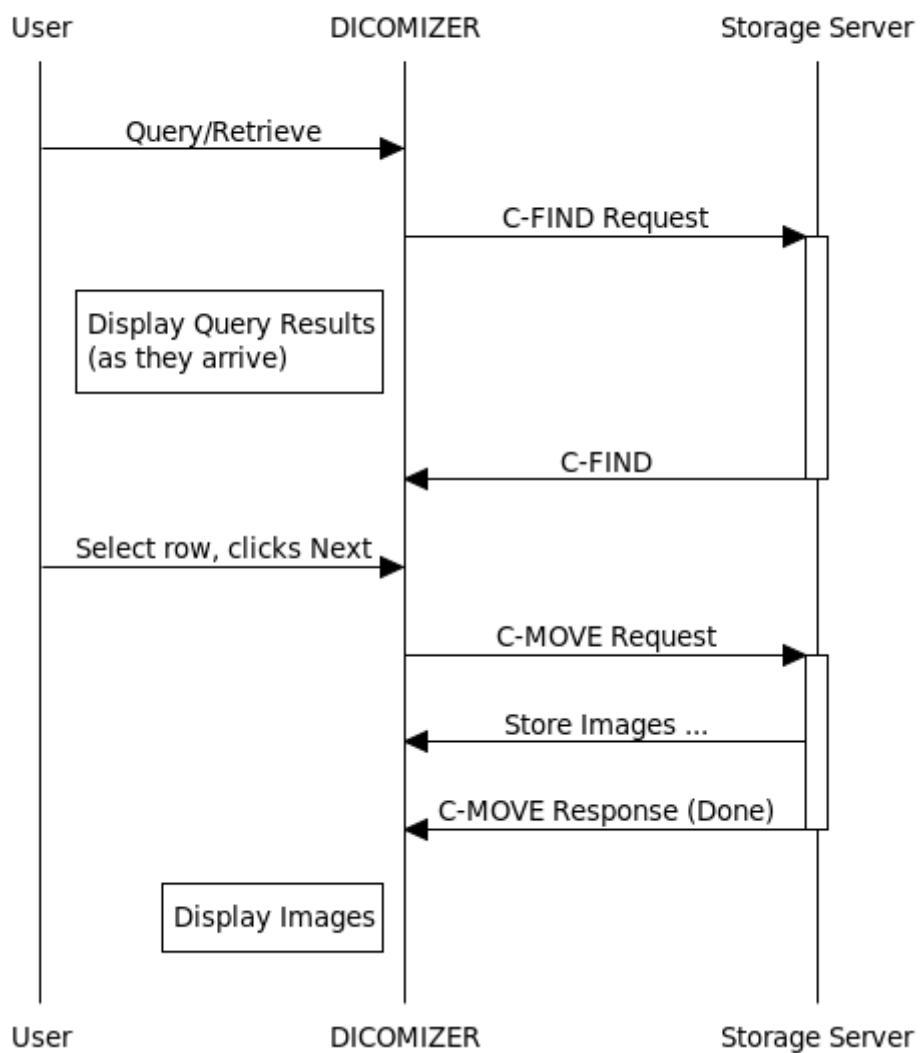 User DICOMIZER Storage Server
Query/Retrieve
C-FIND Request
Display Query Results
(as they arrive)
C-FIND
Select row, clicks Next
C-MOVE Request
Store Images ...
C-MOVE Response (Done)
Display Images
User DICOMIZER Storage Server